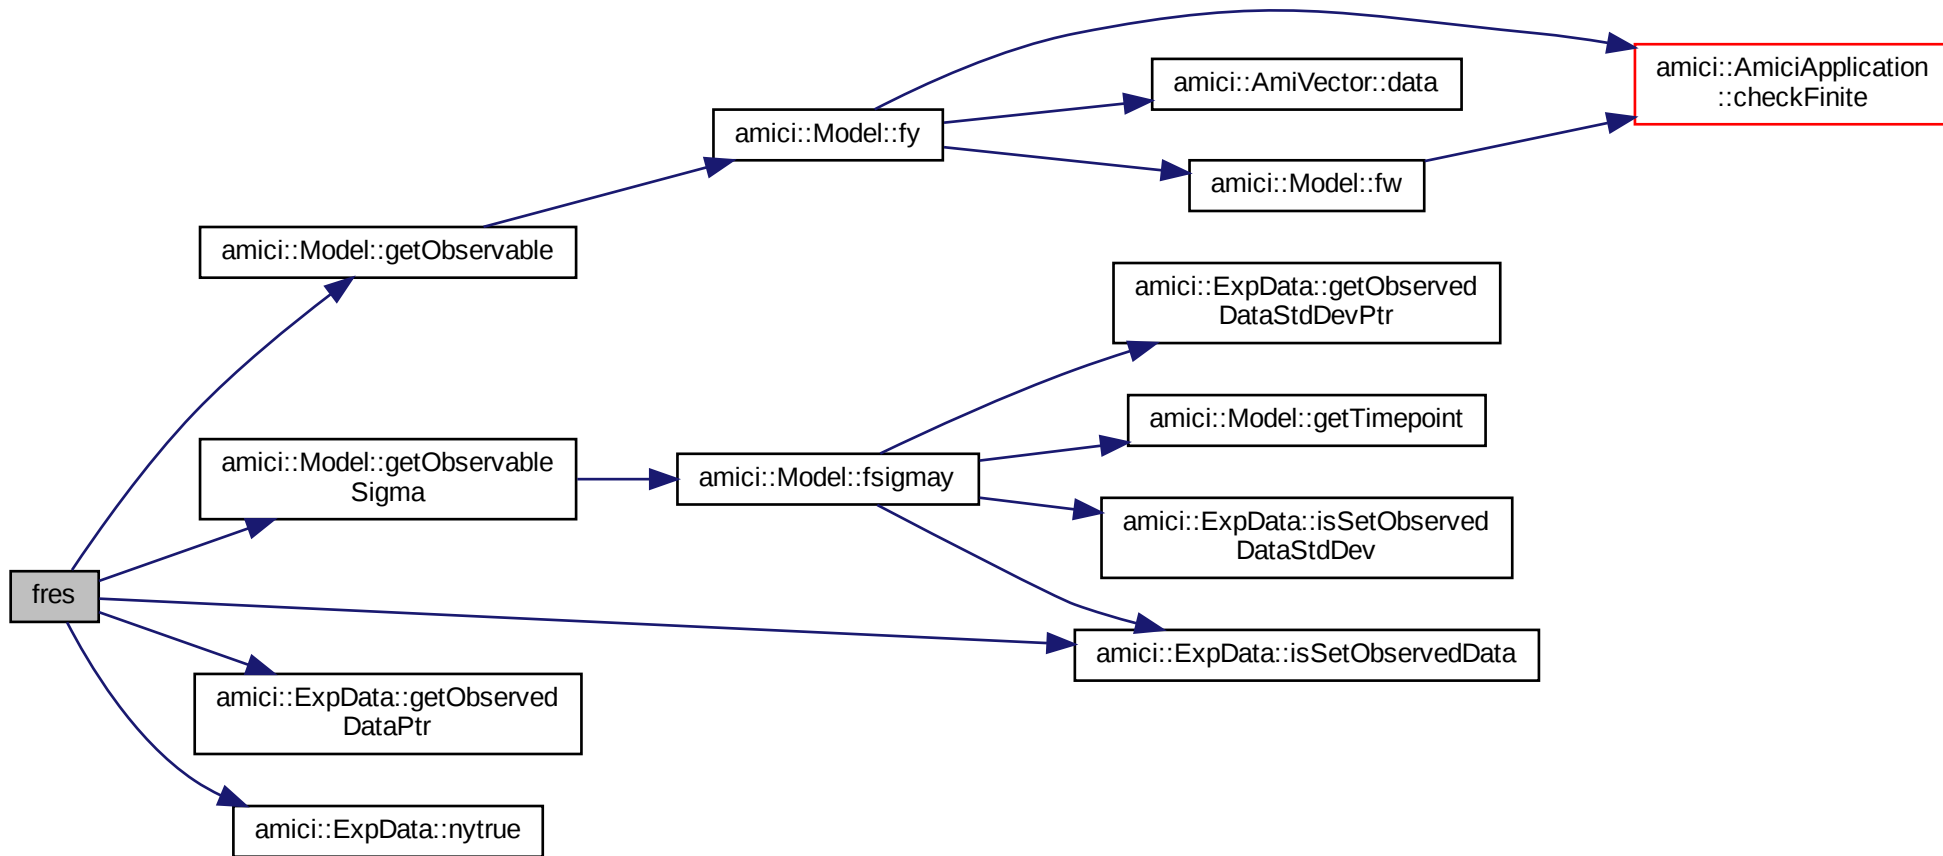 amici::AmiciApplication
::checkFinite
amici::AmiVector::data
amici::Model::fy
amici::Model::fw
amici::Model::getObservable
amici::ExpData::getObserved
DataStdDevPtr
amici::Model::getTimepoint
amici::Model::getObservable
Sigma
amici::Model::fsigmay
amici::ExpData::isSetObserved
DataStdDev
fres
amici::ExpData::isSetObservedData
amici::ExpData::getObserved
DataPtr
amici::ExpData::nytrue